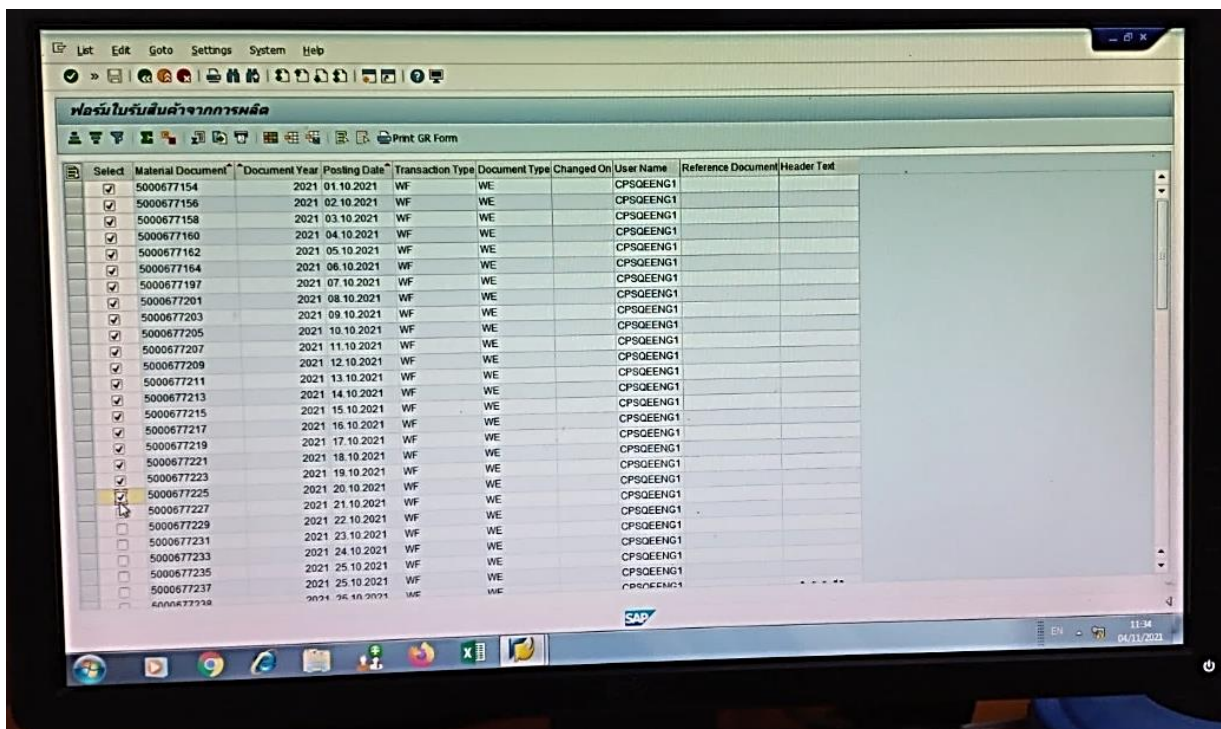 List Edit Goto Settings System Help
ฟอร์มใบรับสินค้าจากการผลิต
Print GR Form
Select Material Document Document Year Posting Date Transaction Type Document Type Changed On User Name Reference Document Header Text
5000677154 2021 01.10.2021 WF WE CPSQEENG1
5000677156 2021 02.10.2021 WF WE CPSQEENG1
5000677158 2021 03.10.2021 WF WE CPSQEENG1
5000677160 2021 04.10.2021 WF WE CPSQEENG1
5000677162 2021 05.10.2021 WF WE CPSQEENG1
5000677164 2021 06.10.2021 WF WE CPSQEENG1
5000677197 2021 07.10.2021 WF WE CPSQEENG1
5000677201 2021 08.10.2021 WF WE CPSQEENG1
5000677203 2021 09.10.2021 WF WE CPSQEENG1
5000677205 2021 10.10.2021 WF WE CPSQEENG1
5000677207 2021 11.10.2021 WF WE CPSQEENG1
5000677209 2021 12.10.2021 WF WE CPSQEENG1
5000677211 2021 13.10.2021 WF WE CPSQEENG1
5000677213 2021 14.10.2021 WF WE CPSQEENG1
5000677215 2021 15.10.2021 WF WE CPSQEENG1
5000677217 2021 16.10.2021 WF WE CPSQEENG1
5000677219 2021 17.10.2021 WF WE CPSQEENG1
5000677221 2021 18.10.2021 WF WE CPSQEENG1
5000677223 2021 19.10.2021 WF WE CPSQEENG1
5000677225 2021 20.10.2021 WF WE CPSQEENG1
5000677227 2021 21.10.2021 WF WE CPSQEENG1
5000677229 2021 22.10.2021 WF WE CPSQEENG1
5000677231 2021 23.10.2021 WF WE CPSQEENG1
5000677233 2021 24.10.2021 WF WE CPSQEENG1
5000677235 2021 25.10.2021 WF WE CPSQEENG1
5000677237 2021 25.10.2021 WF WE CPSQEENG1
2021 26.10.2021 WF WE
SAP
EN 11:34
04/11/2021